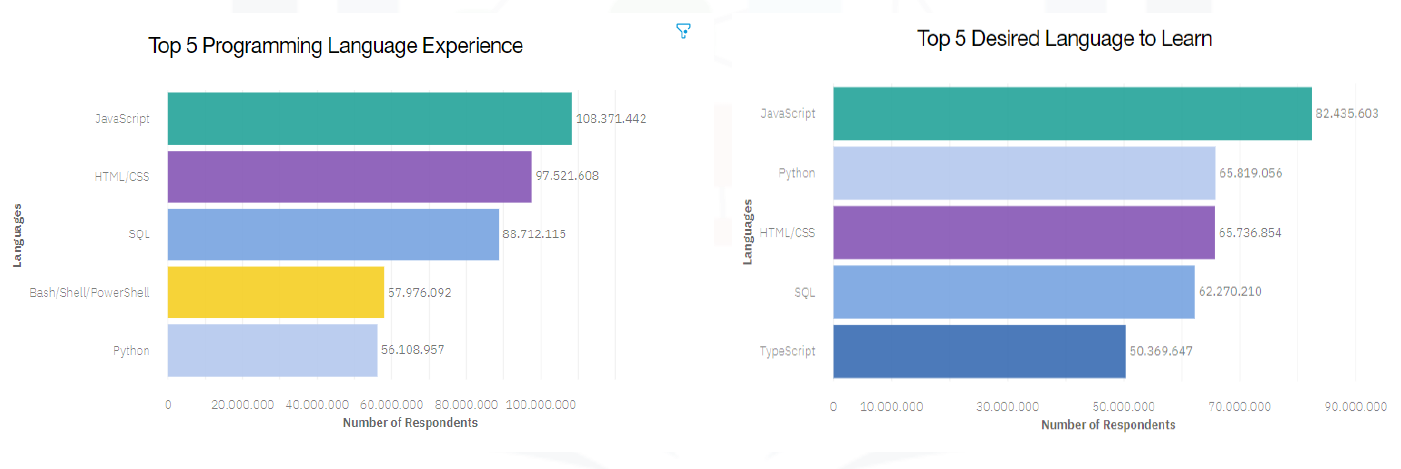 Top 5 Programming Language Experience
Languages
JavaScript 108.371.442
HTML/CSS 97.521.608
SQL 88.712.115
Bash/Shell/PowerShell 57.976.092
Python 56.108.957
0 20.000.000 40.000.000 60.000.000 80.000.000 100.000.000
Number of Respondents
Top 5 Desired Language to Learn
Languages
JavaScript 82.435.603
Python 65.819.056
HTML/CSS 65.736.854
SQL 62.270.210
TypeScript 50.369.647
0 10.000.000 30.000.000 50.000.000 70.000.000 90.000.000
Number of Respondents